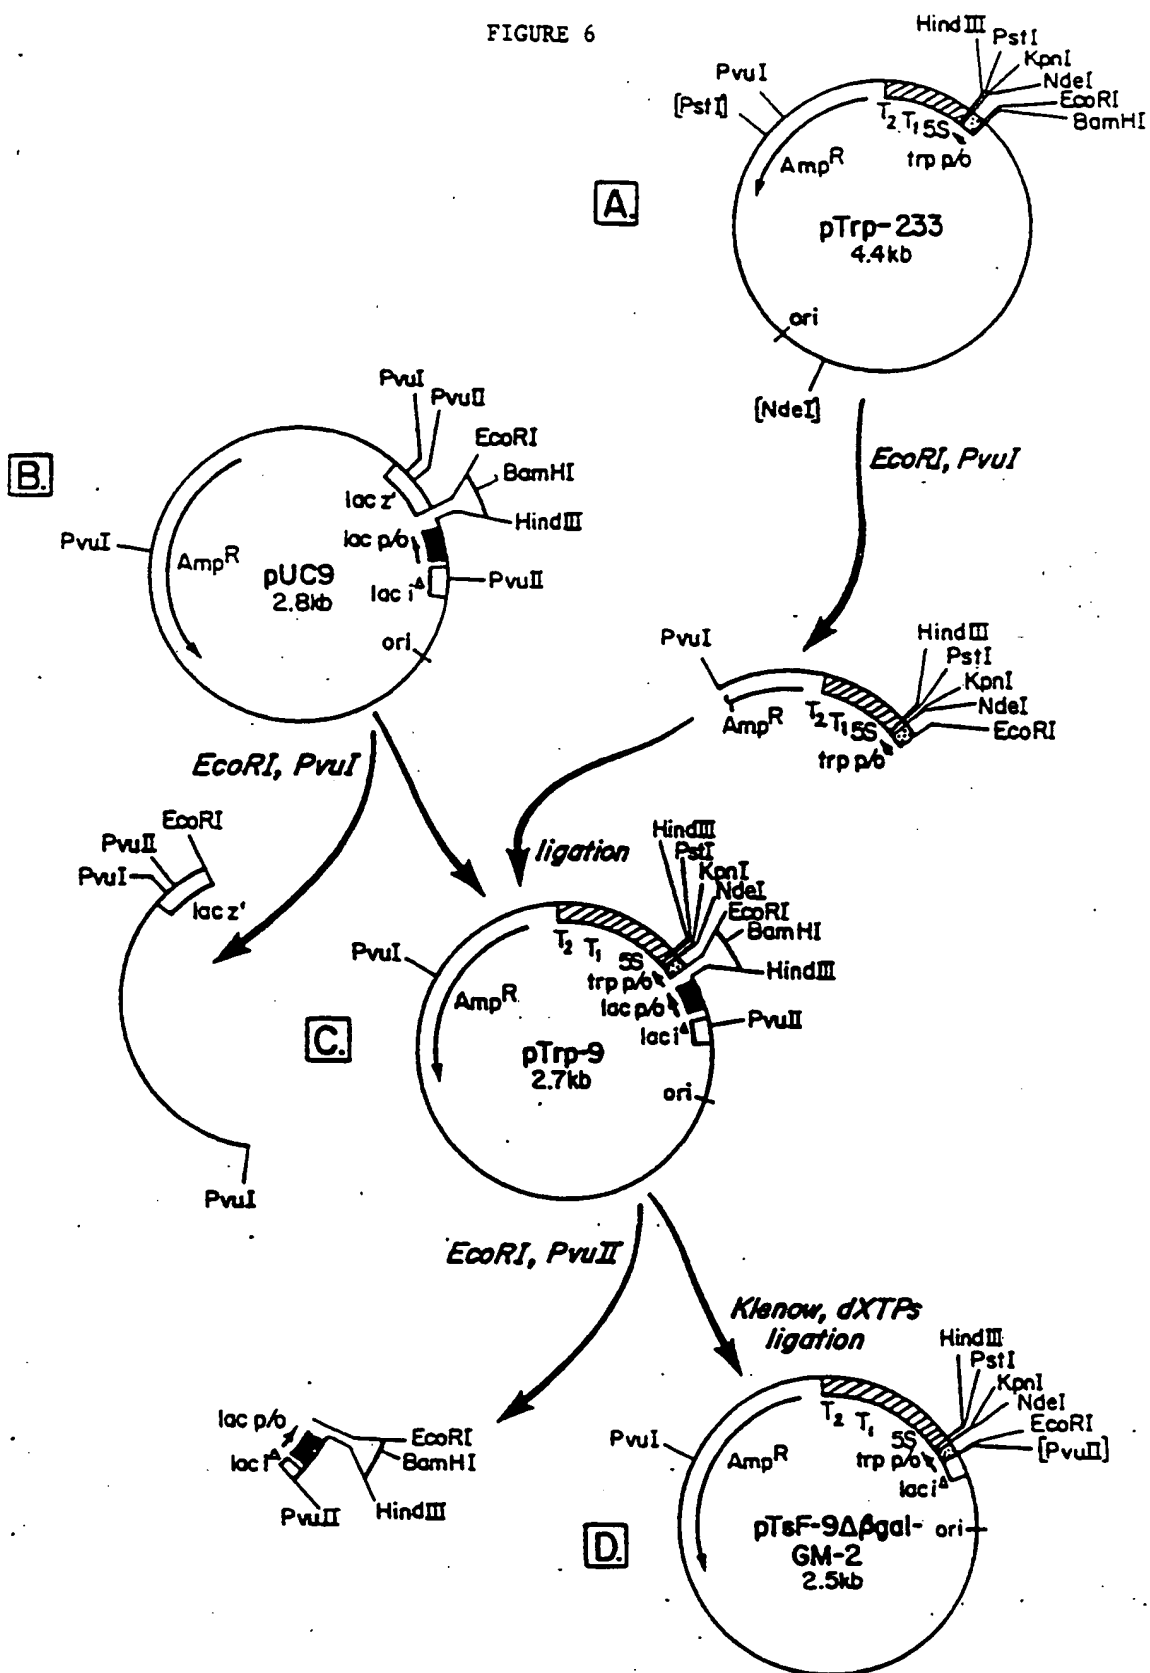 FIGURE 6
A.
HindIII
PstI
KpnI
NdeI
EcoRI
BamHI
PvuI
[PstI]
T2 T1 5S
trp p/o
AmpR
pTrp-233
4.4kb
ori
[NdeI]
EcoRI, PvuI
B.
PvuI
PvuII
EcoRI
BamHI
HindIII
lac z'
lac p/o
lac iΔ
PvuII
PvuI
AmpR
pUC9
2.8kb
ori
PvuI
HindIII
PstI
KpnI
NdeI
EcoRI
AmpR
T2 T1 5S
trp p/o
EcoRI, PvuI
EcoRI
PvuII
PvuI
lac z'
PvuI
ligation
C.
HindIII
PstI
KpnI
NdeI
EcoRI
BamHI
HindIII
PvuI
T2 T1 5S
trp p/o
lac p/o
lac iΔ
PvuII
AmpR
pTrp-9
2.7kb
ori
EcoRI, PvuII
lac p/o
lac iΔ
EcoRI
BamHI
PvuII
HindIII
Klenow, dXTPs
ligation
D.
HindIII
PstI
KpnI
NdeI
EcoRI
[PvuII]
PvuI
T2 T1 5S
trp p/o
lac iΔ
AmpR
pTsF-9Δβgal-
GM-2
2.5kb
ori